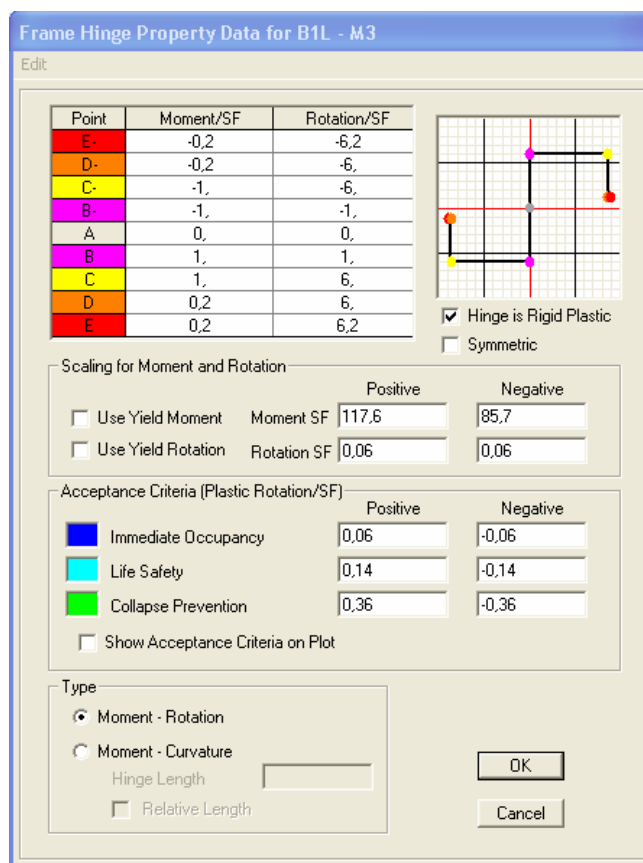 Frame Hinge Property Data for B1L - M3
Edit
Point Moment/SF Rotation/SF
E- -0,2 -6,2
D- -0,2 -6,
C- -1, -6,
B- -1, -1,
A 0, 0,
B 1, 1,
C 1, 6,
D 0,2 6,
E 0,2 6,2
Hinge is Rigid Plastic
Symmetric
Scaling for Moment and Rotation
Positive Negative
Use Yield Moment Moment SF 117,6 85,7
Use Yield Rotation Rotation SF 0,06 0,06
Acceptance Criteria (Plastic Rotation/SF)
Positive Negative
Immediate Occupancy 0,06 -0,06
Life Safety 0,14 -0,14
Collapse Prevention 0,36 -0,36
Show Acceptance Criteria on Plot
Type
Moment - Rotation
Moment - Curvature
Hinge Length
Relative Length
OK
Cancel